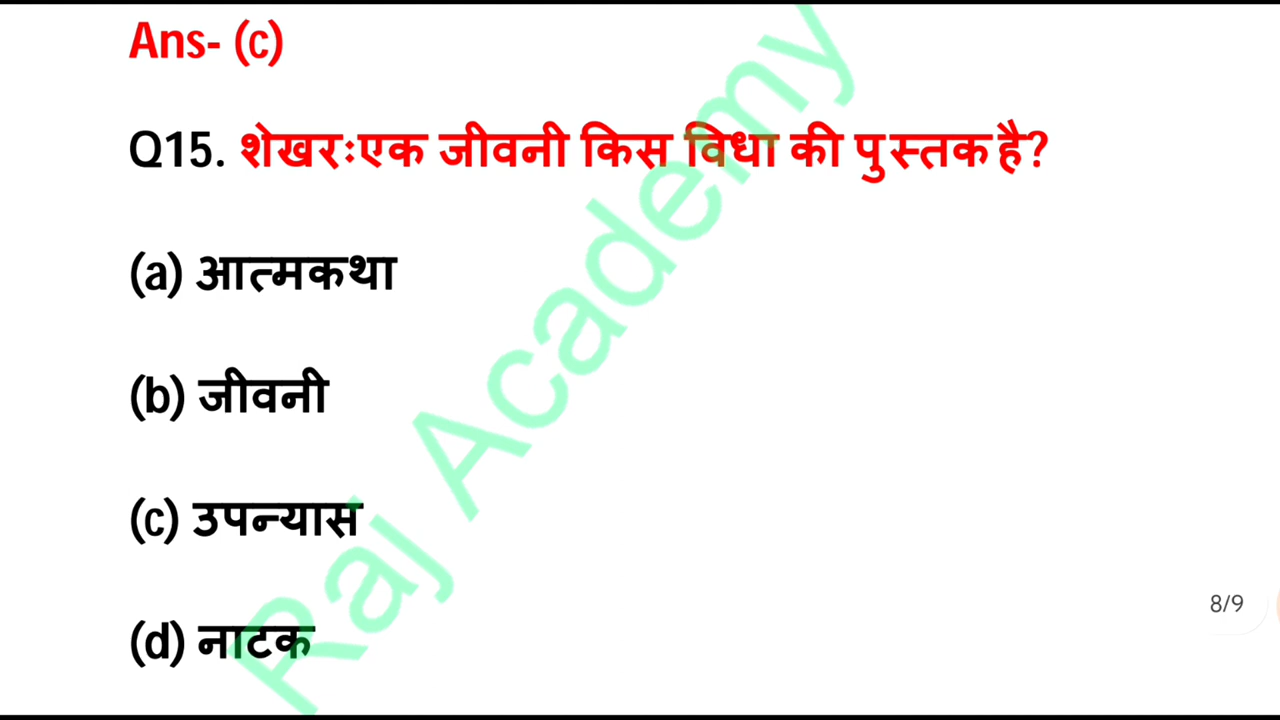 Ans- (c)
Q15. शेखरःएक जीवनी किस विधा की पुस्तक है?
(a) आत्मकथा
(b) जीवनी
(c) उपन्यास
(d) नाटक
8/9
Raj Academy